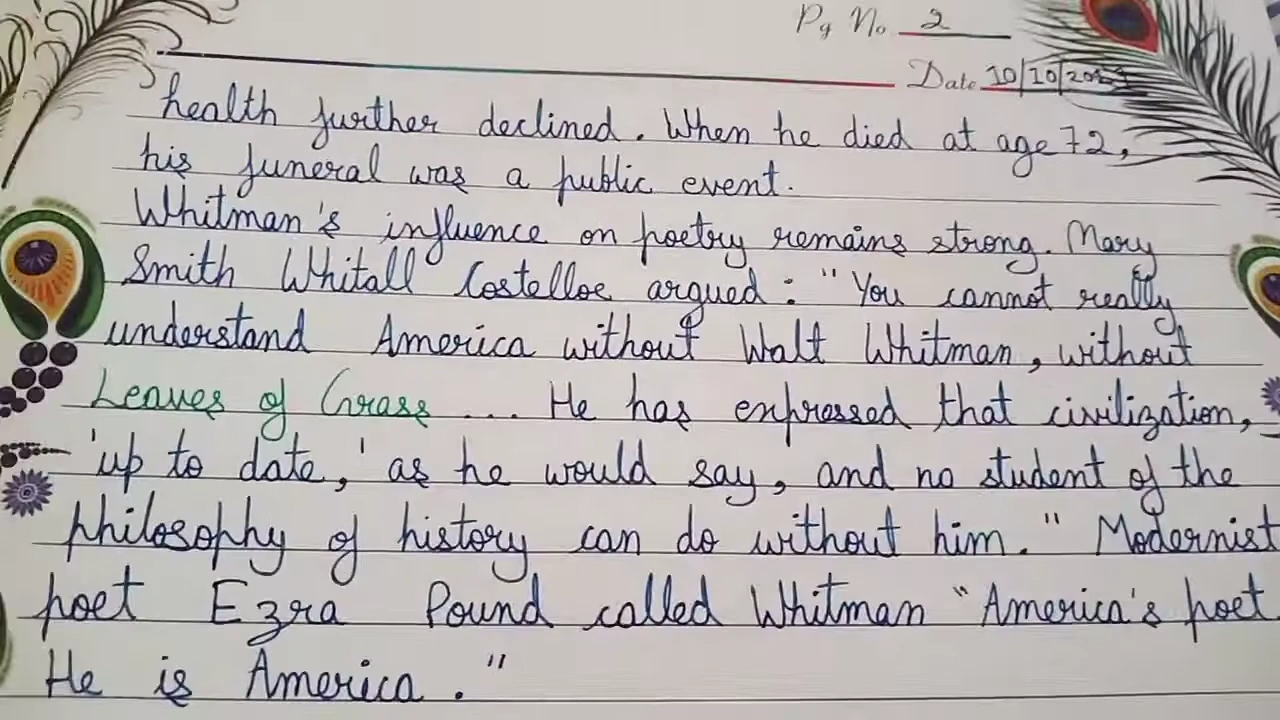 Pg No. 2
Date 10/10/20
health further declined. When he died at age 72,
his funeral was a public event.
Whitman's influence on poetry remains strong. Mary
Smith Whitall Costelloe argued: "You cannot really
understand America without Walt Whitman, without
Leaves of Grass ... He has expressed that civilization,
'up to date,' as he would say, and no student of the
philosophy of history can do without him." Modernist
poet Ezra Pound called Whitman "America's poet
He is America."